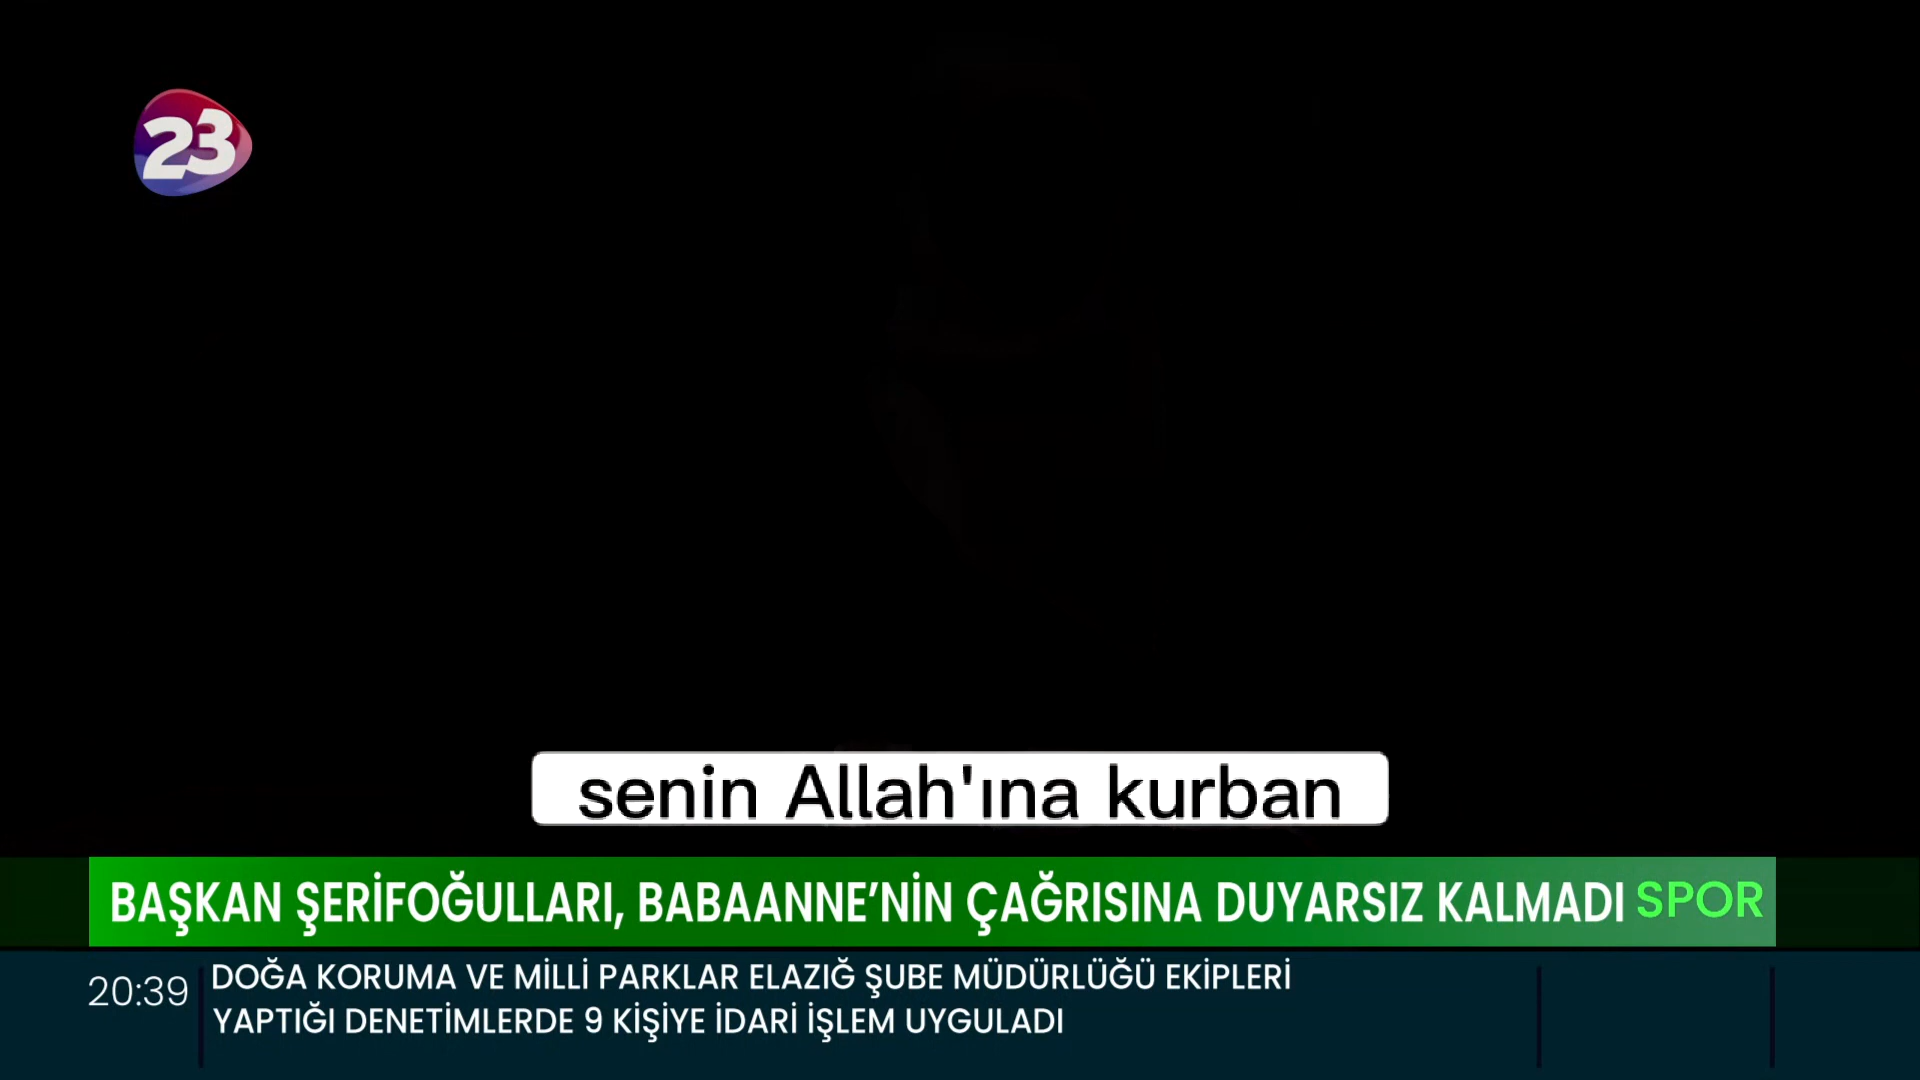 23
senin Allah'ına kurban
BAŞKAN ŞERİFOĞULLARI, BABAANNE’NİN ÇAĞRISINA DUYARSIZ KALMADI SPOR
20:39
DOĞA KORUMA VE MİLLİ PARKLAR ELAZIĞ ŞUBE MÜDÜRLÜĞÜ EKİPLERİ
YAPTIĞI DENETİMLERDE 9 KİŞİYE İDARİ İŞLEM UYGULADI